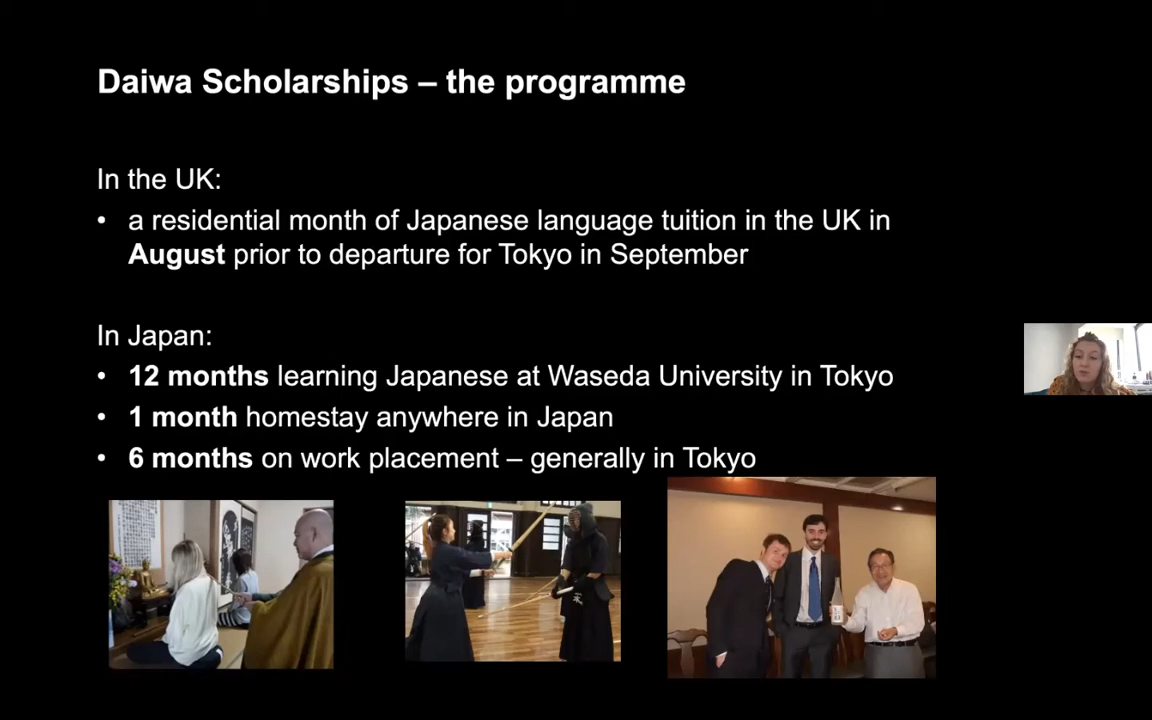 Daiwa Scholarships – the programme
In the UK:
• a residential month of Japanese language tuition in the UK in
August prior to departure for Tokyo in September
In Japan:
• 12 months learning Japanese at Waseda University in Tokyo
• 1 month homestay anywhere in Japan
• 6 months on work placement – generally in Tokyo